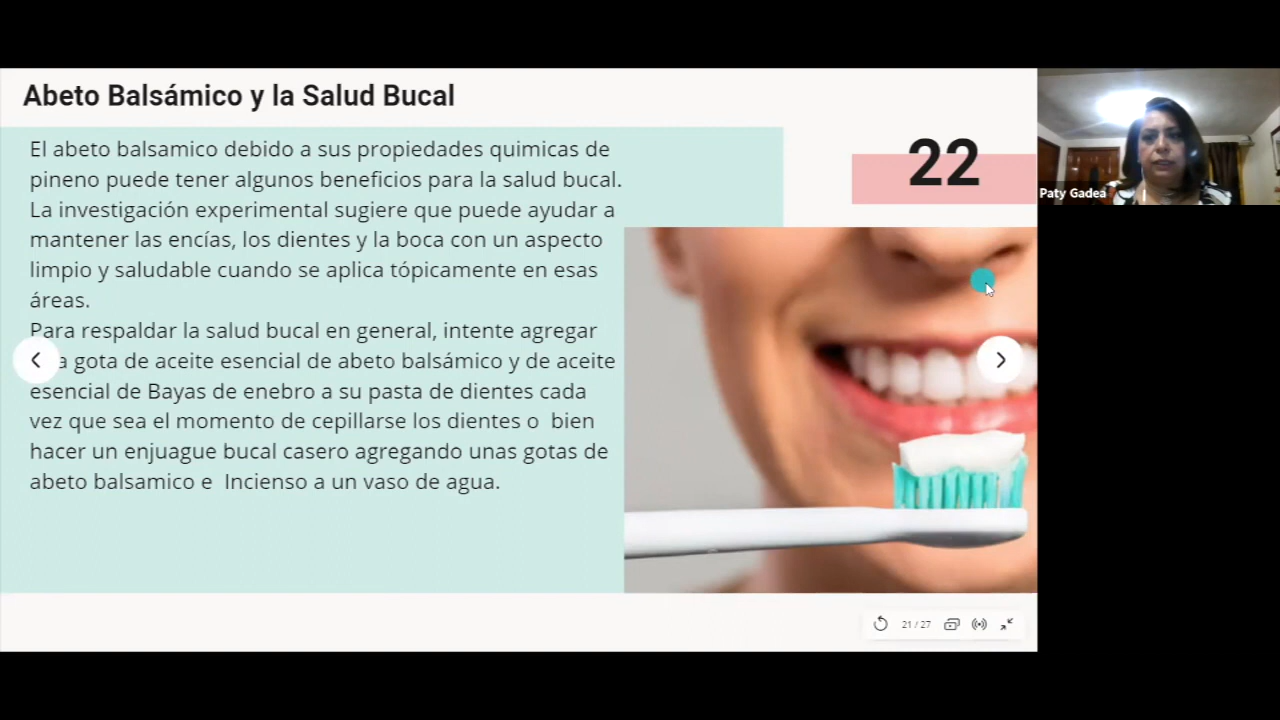 Abeto Balsámico y la Salud Bucal
El abeto balsamico debido a sus propiedades quimicas de
pineno puede tener algunos beneficios para la salud bucal.
La investigación experimental sugiere que puede ayudar a
mantener las encías, los dientes y la boca con un aspecto
limpio y saludable cuando se aplica tópicamente en esas
áreas.
Para respaldar la salud bucal en general, intente agregar
a gota de aceite esencial de abeto balsámico y de aceite
esencial de Bayas de enebro a su pasta de dientes cada
vez que sea el momento de cepillarse los dientes o bien
hacer un enjuague bucal casero agregando unas gotas de
abeto balsamico e Incienso a un vaso de agua.
22
Paty Gadea
21 / 27